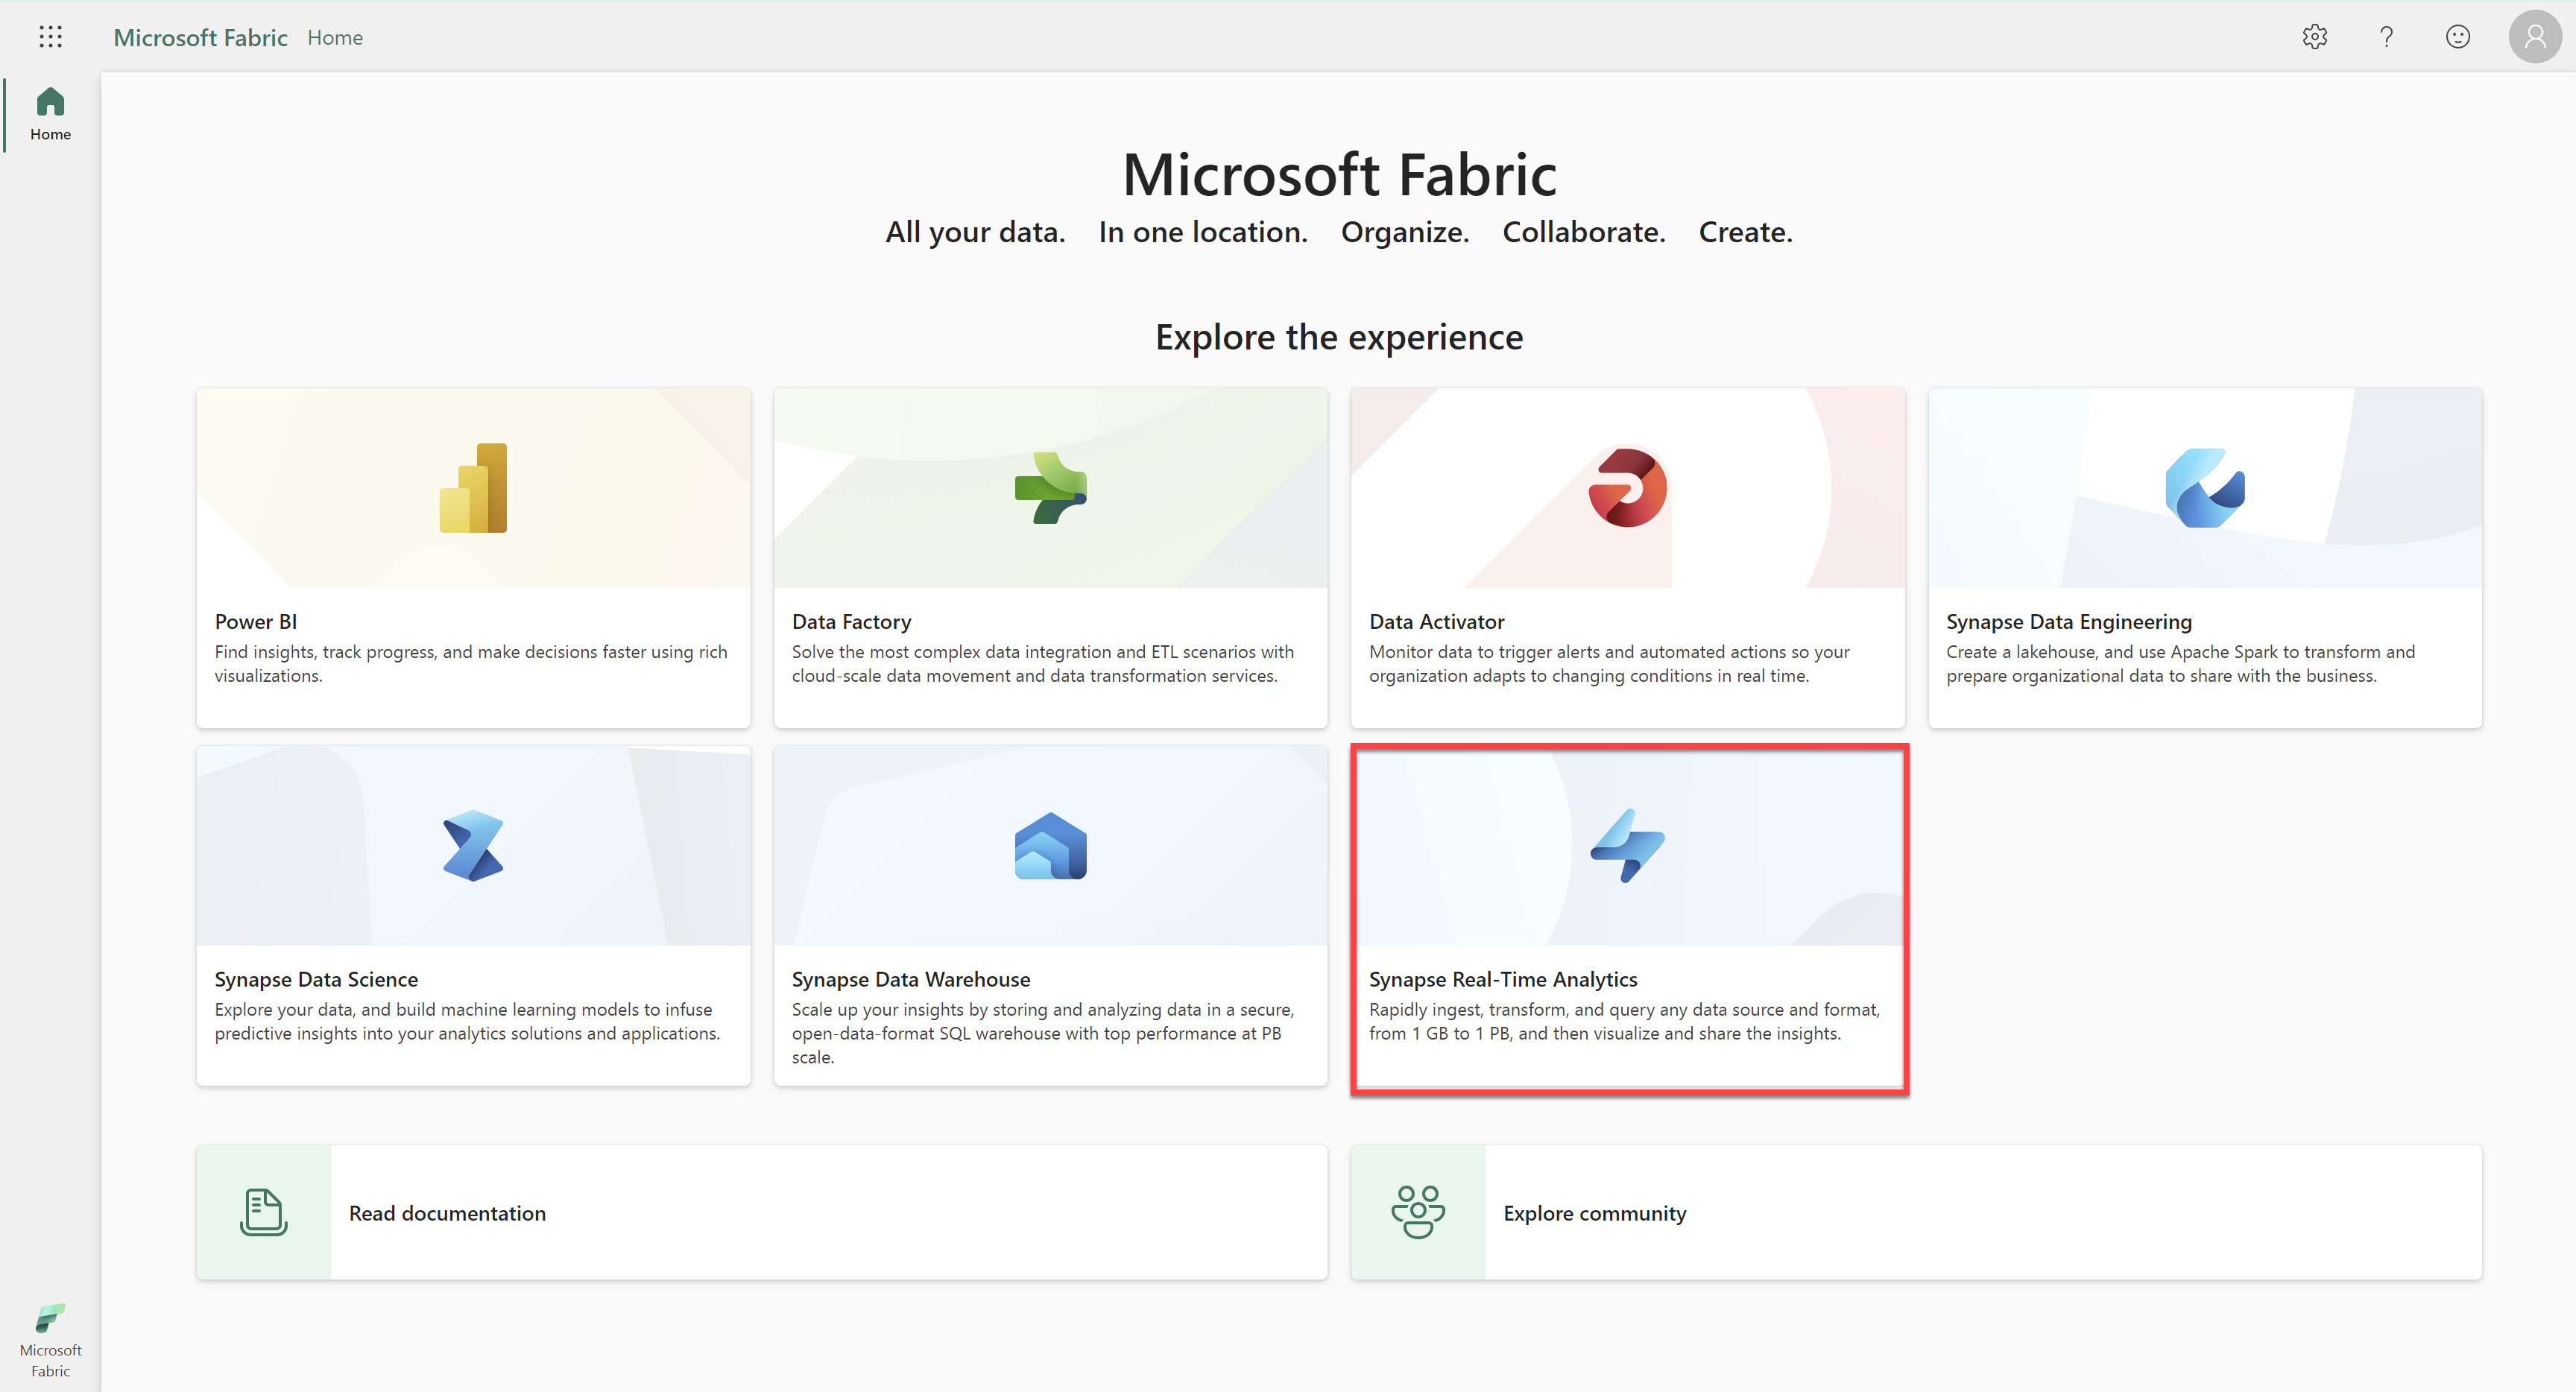 Microsoft Fabric Home
Home
Microsoft Fabric
All your data. In one location. Organize. Collaborate. Create.
Explore the experience
Power BI
Find insights, track progress, and make decisions faster using rich
visualizations.
Data Factory
Solve the most complex data integration and ETL scenarios with
cloud-scale data movement and data transformation services.
Data Activator
Monitor data to trigger alerts and automated actions so your
organization adapts to changing conditions in real time.
Synapse Data Engineering
Create a lakehouse, and use Apache Spark to transform and
prepare organizational data to share with the business.
Synapse Data Science
Explore your data, and build machine learning models to infuse
predictive insights into your analytics solutions and applications.
Synapse Data Warehouse
Scale up your insights by storing and analyzing data in a secure,
open-data-format SQL warehouse with top performance at PB
scale.
Synapse Real-Time Analytics
Rapidly ingest, transform, and query any data source and format,
from 1 GB to 1 PB, and then visualize and share the insights.
Read documentation
Explore community
Microsoft
Fabric